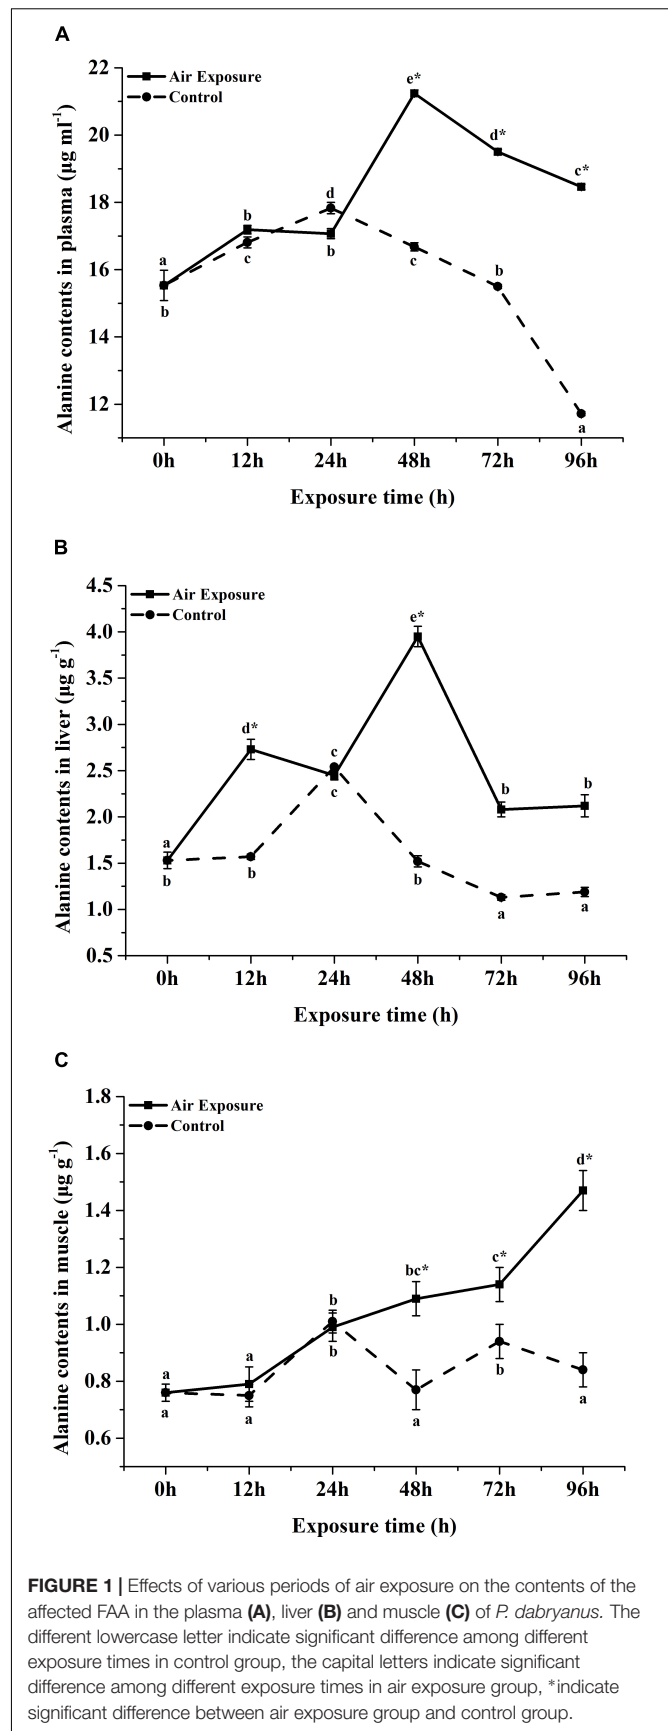 A
Air Exposure
Control
Alanine contents in plasma (µg ml⁻¹)
22
20
18
16
14
12
a
b
b
c
d
b
e*
c
d*
b
c*
a
0h 12h 24h 48h 72h 96h
Exposure time (h)
B
Air Exposure
Control
Alanine contents in liver (µg g⁻¹)
4.5
4.0
3.5
3.0
2.5
2.0
1.5
1.0
0.5
a
b
d*
b
c
c
e*
b
b
a
b
a
0h 12h 24h 48h 72h 96h
Exposure time (h)
C
Air Exposure
Control
Alanine contents in muscle (µg g⁻¹)
1.8
1.6
1.4
1.2
1.0
0.8
0.6
a
a
a
a
b
b
bc*
a
c*
b
d*
a
0h 12h 24h 48h 72h 96h
Exposure time (h)
FIGURE 1 | Effects of various periods of air exposure on the contents of the
affected FAA in the plasma (A), liver (B) and muscle (C) of P. dabryanus. The
different lowercase letter indicate significant difference among different
exposure times in control group, the capital letters indicate significant
difference among different exposure times in air exposure group, *indicate
significant difference between air exposure group and control group.